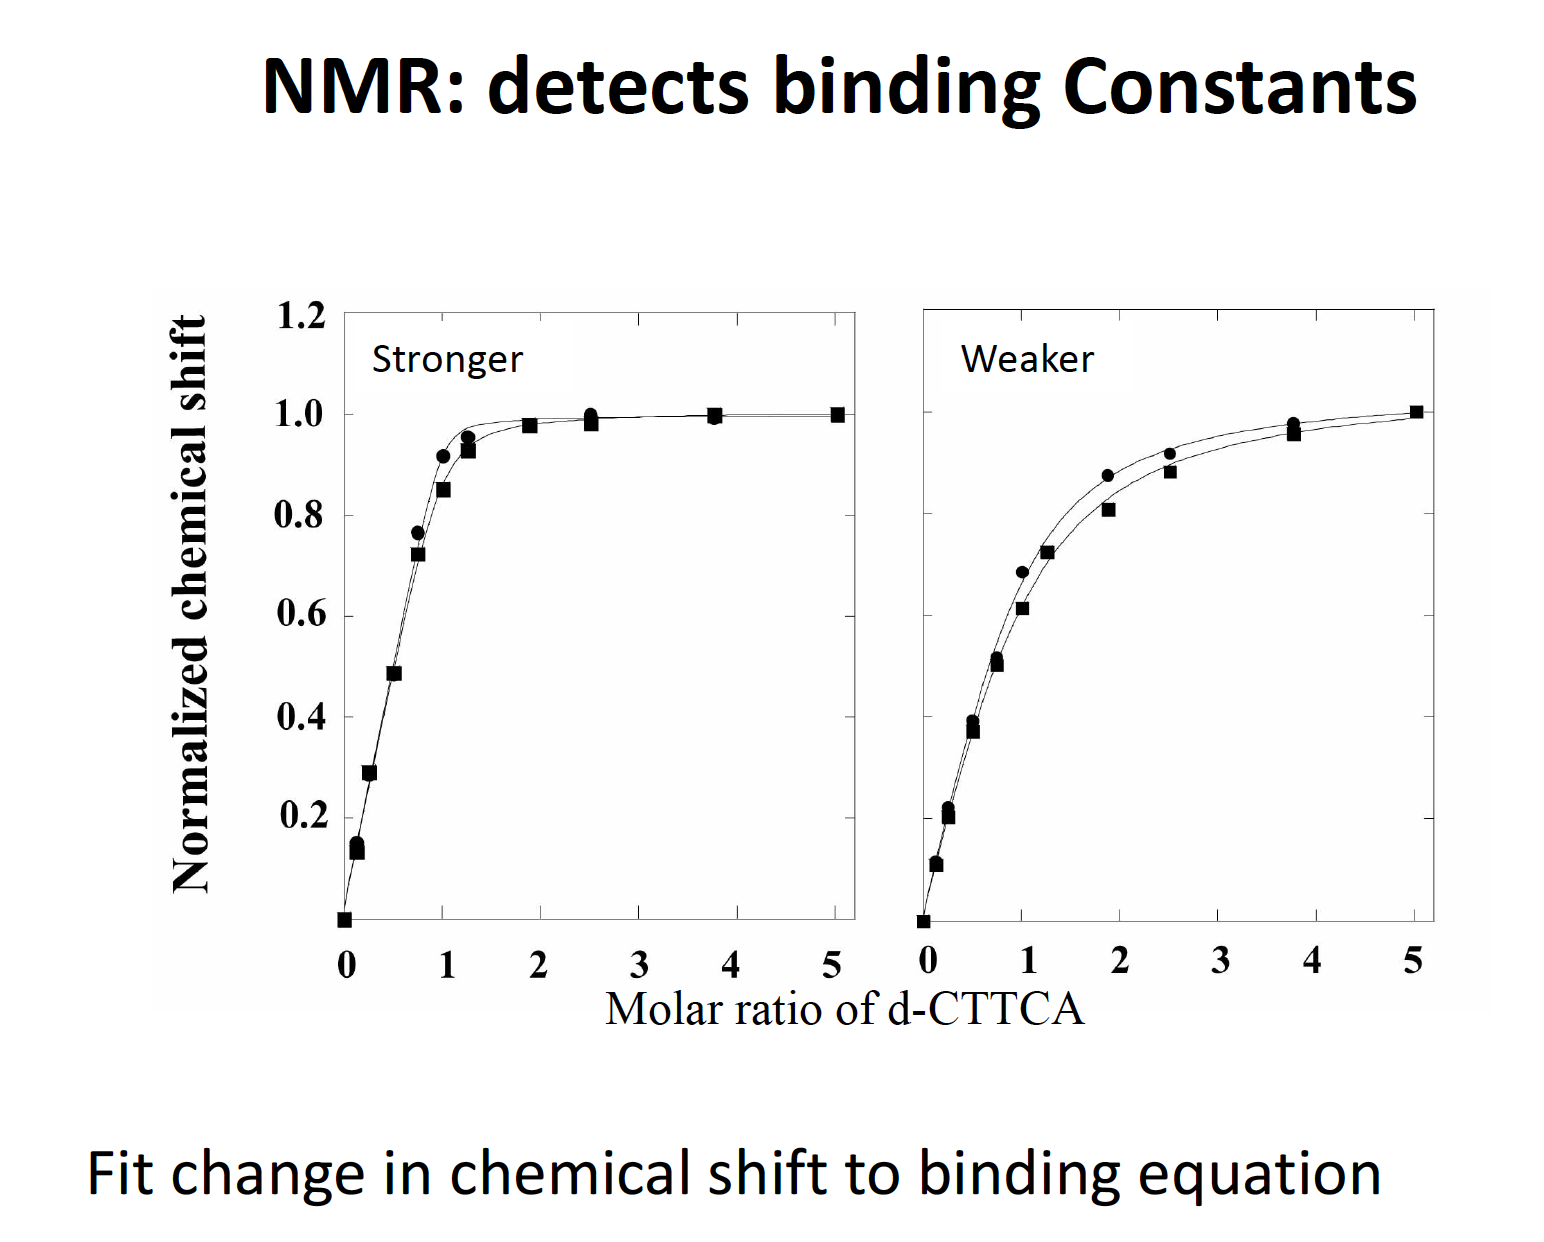 NMR: detects binding Constants
Normalized chemical shift
1.2
1.0
0.8
0.6
0.4
0.2
Stronger
0 1 2 3 4 5
Weaker
0 1 2 3 4 5
Molar ratio of d-CTTCA
Fit change in chemical shift to binding equation